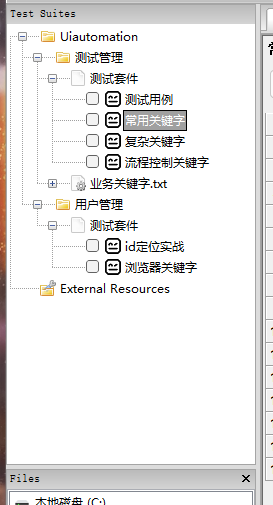 Test Suites
Uiautomation
测试管理
测试套件
测试用例
常用关键字
复杂关键字
流程控制关键字
业务关键字.txt
用户管理
测试套件
id定位实战
浏览器关键字
External Resources
Files
本地磁盘 (C:)